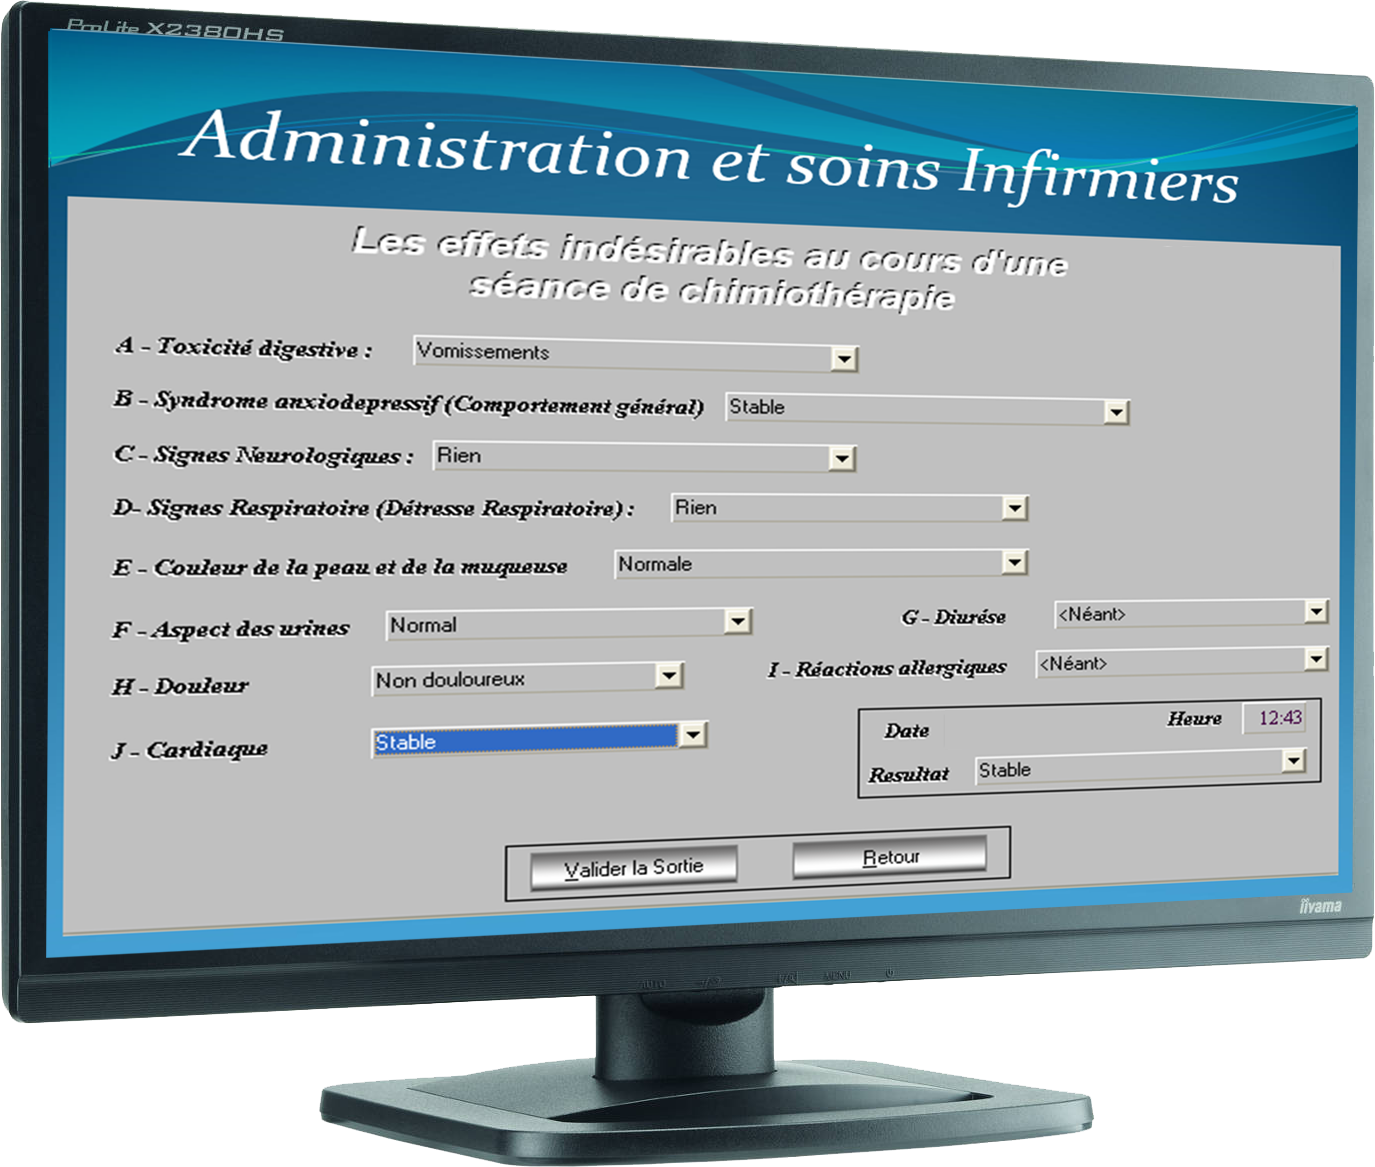 ProLite X2380HS
Administration et soins Infirmiers
Les effets indésirables au cours d'une
séance de chimiothérapie
A - Toxicité digestive : Vomissements
B - Syndrome anxiodepressif (Comportement général) Stable
C - Signes Neurologiques : Rien
D- Signes Respiratoire (Détresse Respiratoire) : Rien
E - Couleur de la peau et de la muqueuse Normale
F - Aspect des urines Normal G - Diurése <Néant>
H - Douleur Non douloureux I - Réactions allergiques <Néant>
J - Cardiaque Stable
Date Heure 12:43
Resultat Stable
Valider la Sortie Retour
iiyama
AUTO MENU